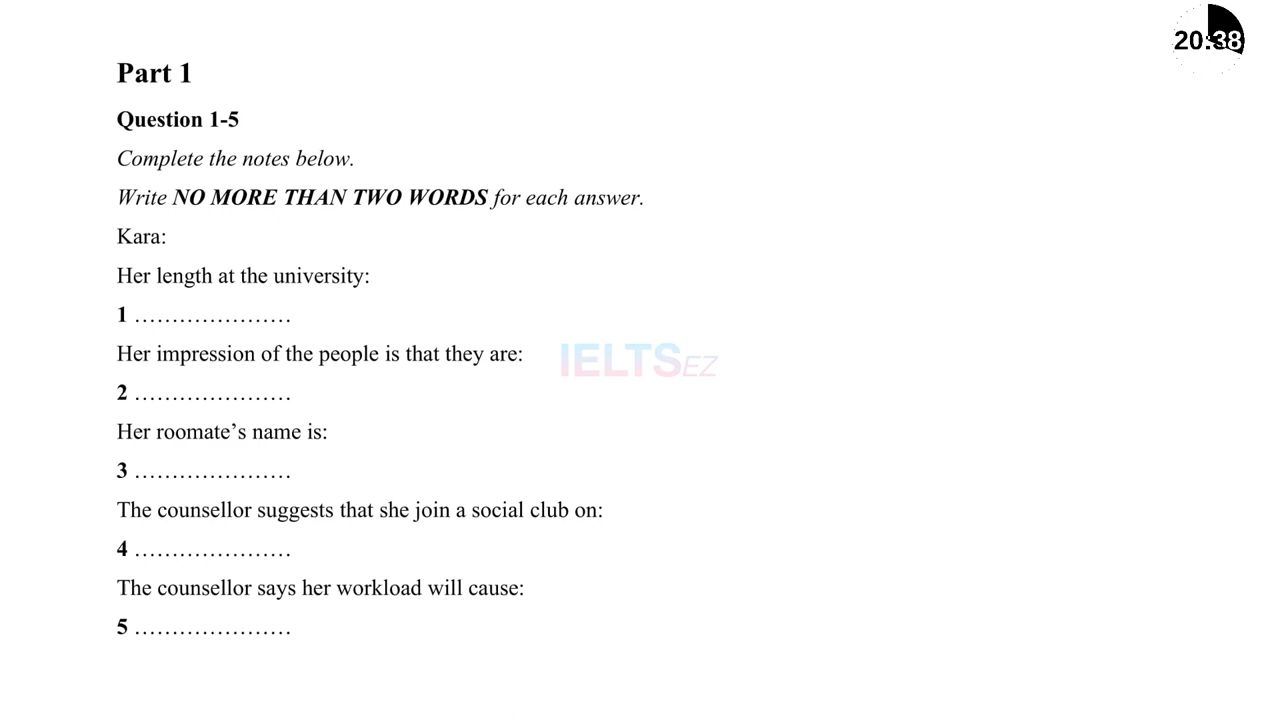 20:38
Part 1
Question 1-5
Complete the notes below.
Write NO MORE THAN TWO WORDS for each answer.
Kara:
Her length at the university:
1 …………………
Her impression of the people is that they are:
IELTSEZ
2 …………………
Her roomate’s name is:
3 …………………
The counsellor suggests that she join a social club on:
4 …………………
The counsellor says her workload will cause:
5 …………………